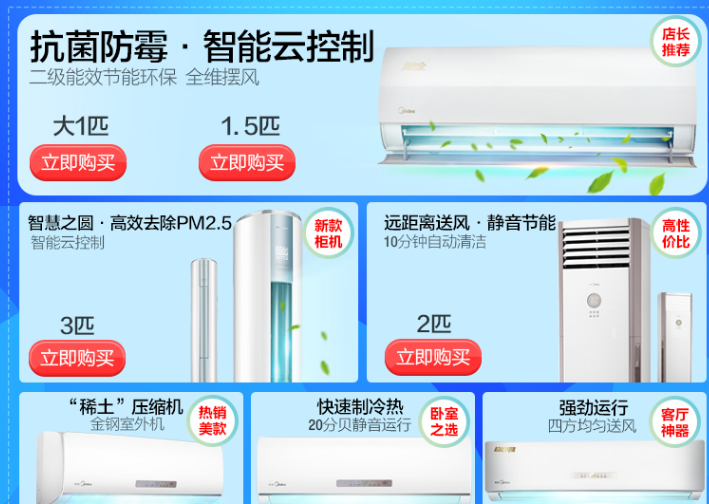 抗菌防霉·智能云控制
二级能效节能环保 全维摆风
店长
推荐
大1匹
1.5匹
立即购买
立即购买
Midea
智慧之圆·高效去除PM2.5
智能云控制
新款
柜机
3匹
立即购买
远距离送风·静音节能
10分钟自动清洁
高性
价比
2匹
立即购买
“稀土”压缩机
金钢室外机
热销
美款
Midea
快速制冷热
20分贝静音运行
卧室
之选
Midea
强劲运行
四方均匀送风
客厅
神器